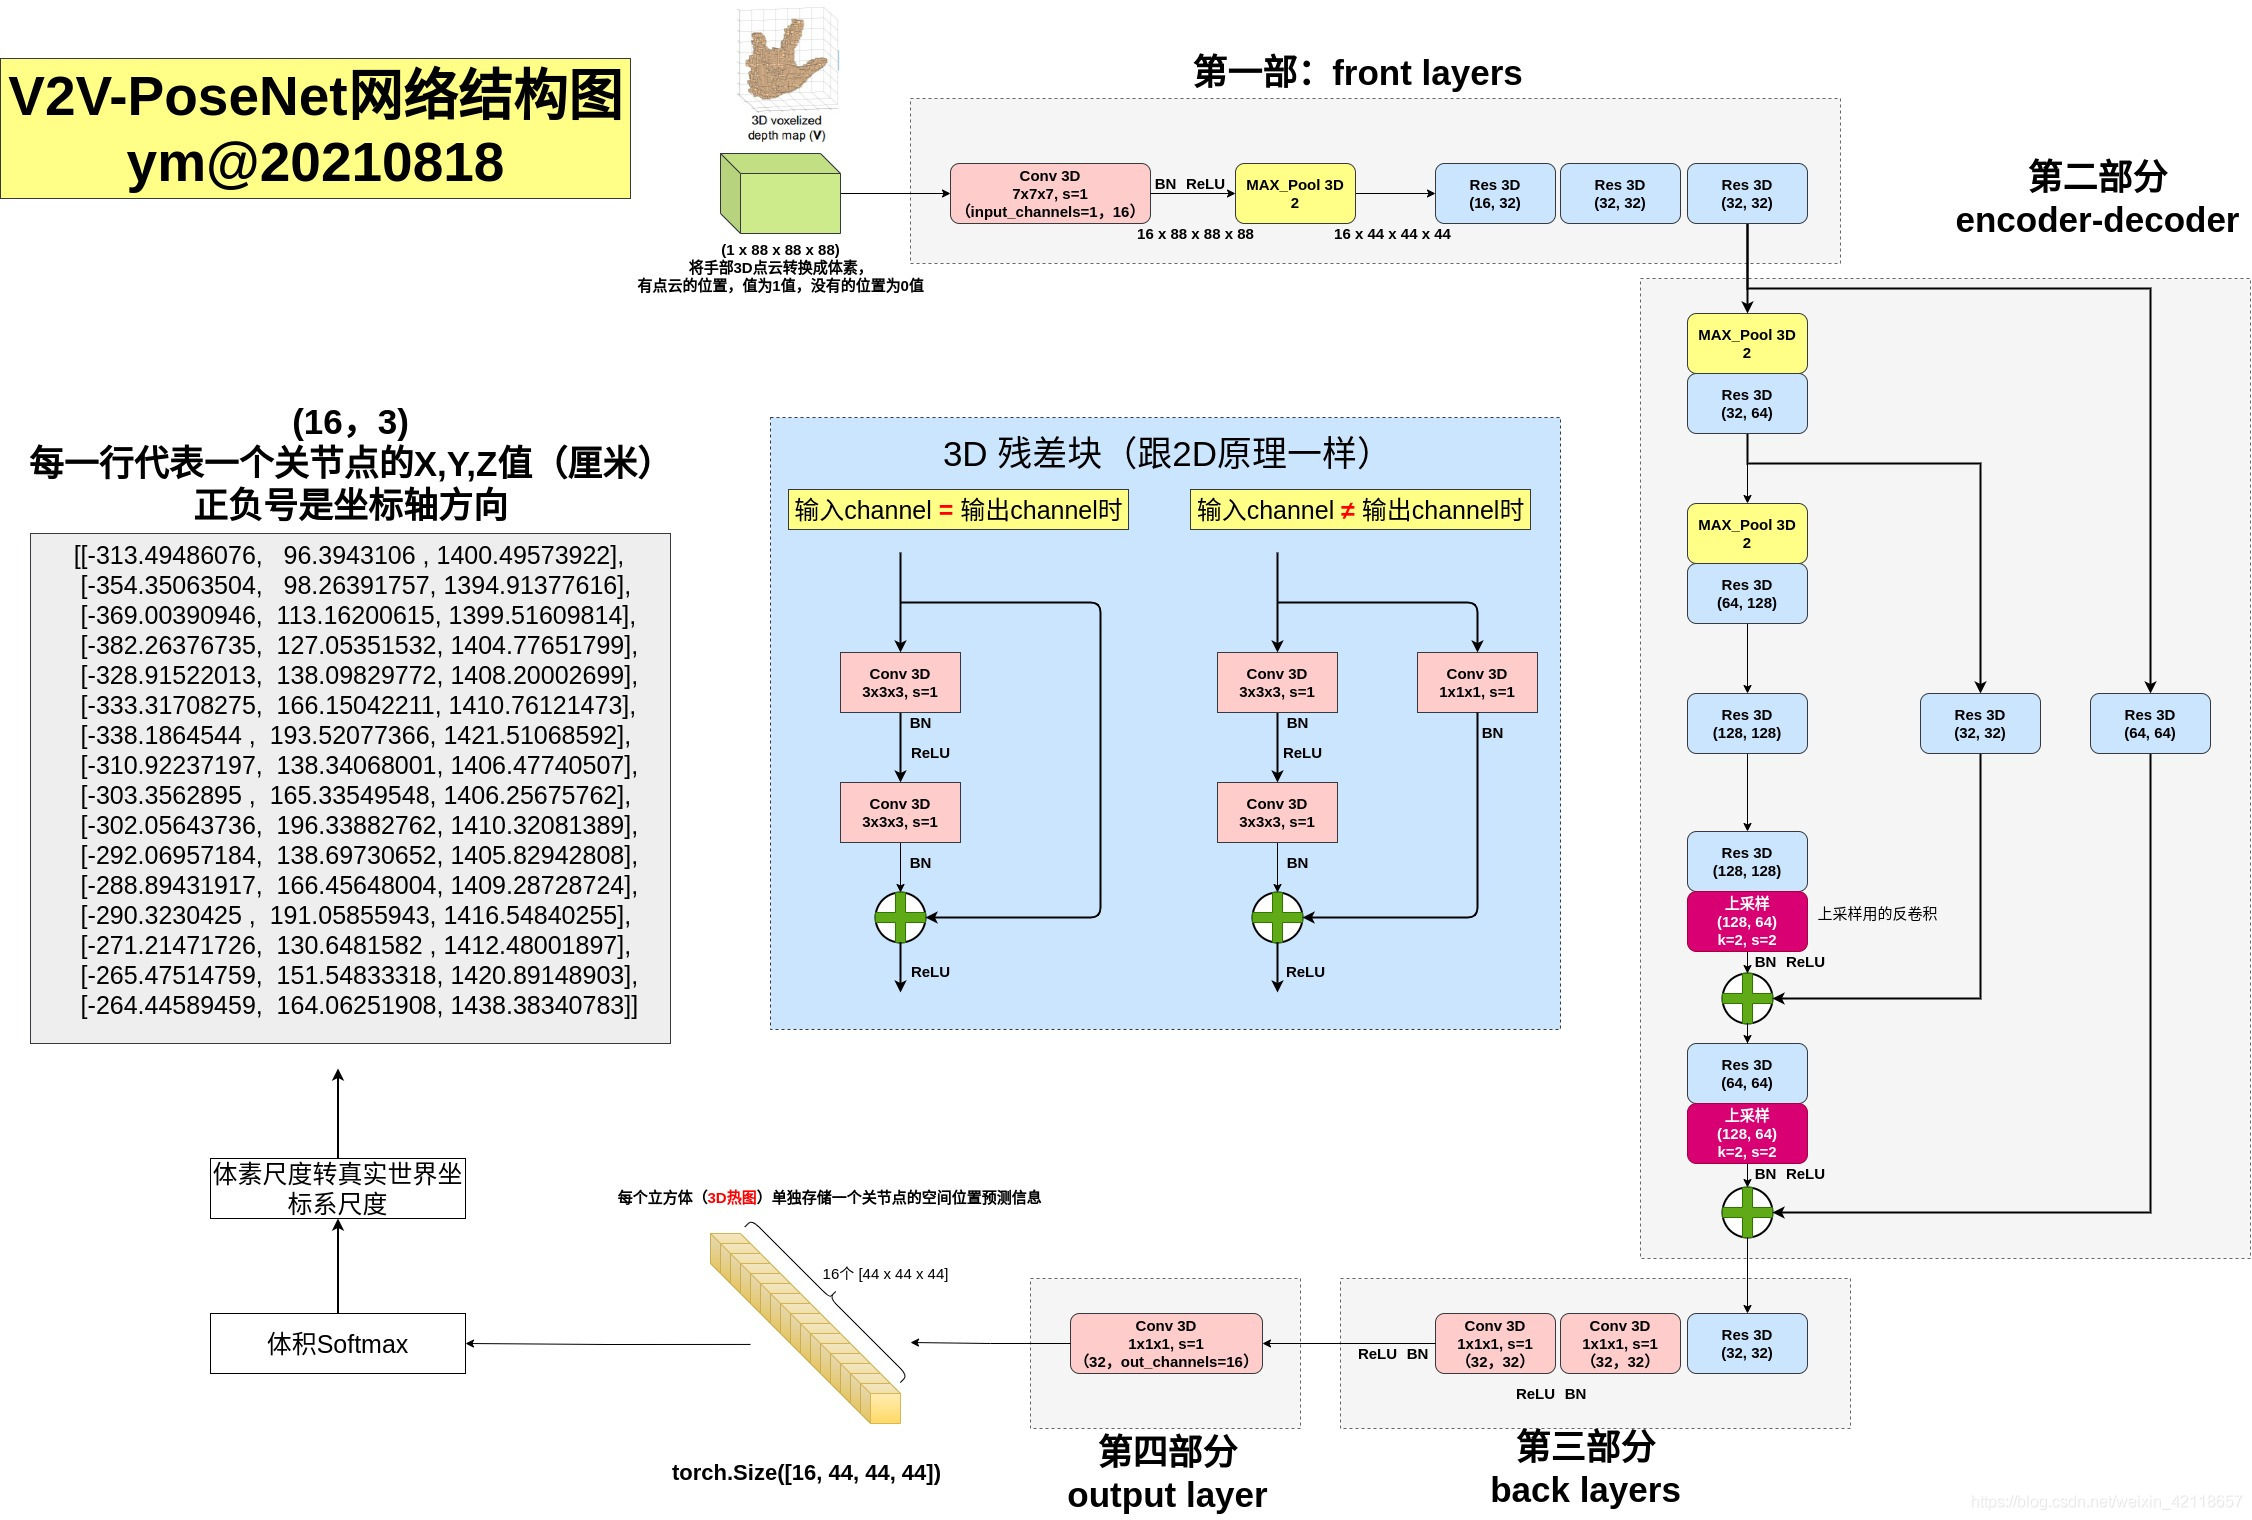 V2V-PoseNet网络结构图
ym@20210818
3D voxelized
depth map (V)
(1 x 88 x 88 x 88)
将手部3D点云转换成体素，
有点云的位置，值为1值，没有的位置为0值
第一部：front layers
Conv 3D
7x7x7, s=1
（input_channels=1，16）
BN ReLU
16 x 88 x 88 x 88
MAX_Pool 3D
2
16 x 44 x 44 x 44
Res 3D
(16, 32)
Res 3D
(32, 32)
Res 3D
(32, 32)
第二部分
encoder-decoder
MAX_Pool 3D
2
Res 3D
(32, 64)
MAX_Pool 3D
2
Res 3D
(64, 128)
Res 3D
(128, 128)
Res 3D
(32, 32)
Res 3D
(64, 64)
Res 3D
(128, 128)
上采样
(128, 64)
k=2, s=2
上采样用的反卷积
BN ReLU
Res 3D
(64, 64)
上采样
(128, 64)
k=2, s=2
BN ReLU
3D 残差块（跟2D原理一样）
输入channel = 输出channel时
Conv 3D
3x3x3, s=1
BN
ReLU
Conv 3D
3x3x3, s=1
BN
ReLU
输入channel ≠ 输出channel时
Conv 3D
3x3x3, s=1
BN
ReLU
Conv 3D
3x3x3, s=1
BN
ReLU
Conv 3D
1x1x1, s=1
BN
(16，3)
每一行代表一个关节点的X,Y,Z值（厘米）
正负号是坐标轴方向
[[-313.49486076, 96.3943106 , 1400.49573922],
[-354.35063504, 98.26391757, 1394.91377616],
[-369.00390946, 113.16200615, 1399.51609814],
[-382.26376735, 127.05351532, 1404.77651799],
[-328.91522013, 138.09829772, 1408.20002699],
[-333.31708275, 166.15042211, 1410.76121473],
[-338.1864544 , 193.52077366, 1421.51068592],
[-310.92237197, 138.34068001, 1406.47740507],
[-303.3562895 , 165.33549548, 1406.25675762],
[-302.05643736, 196.33882762, 1410.32081389],
[-292.06957184, 138.69730652, 1405.82942808],
[-288.89431917, 166.45648004, 1409.28728724],
[-290.3230425 , 191.05855943, 1416.54840255],
[-271.21471726, 130.6481582 , 1412.48001897],
[-265.47514759, 151.54833318, 1420.89148903],
[-264.44589459, 164.06251908, 1438.38340783]]
体素尺度转真实世界坐
标系尺度
体积Softmax
每个立方体（3D热图）单独存储一个关节点的空间位置预测信息
16个 [44 x 44 x 44]
torch.Size([16, 44, 44, 44])
Conv 3D
1x1x1, s=1
（32，out_channels=16）
第四部分
output layer
ReLU BN
Conv 3D
1x1x1, s=1
（32，32）
ReLU BN
Conv 3D
1x1x1, s=1
（32，32）
Res 3D
(32, 32)
第三部分
back layers
https://blog.csdn.net/weixin_42118657